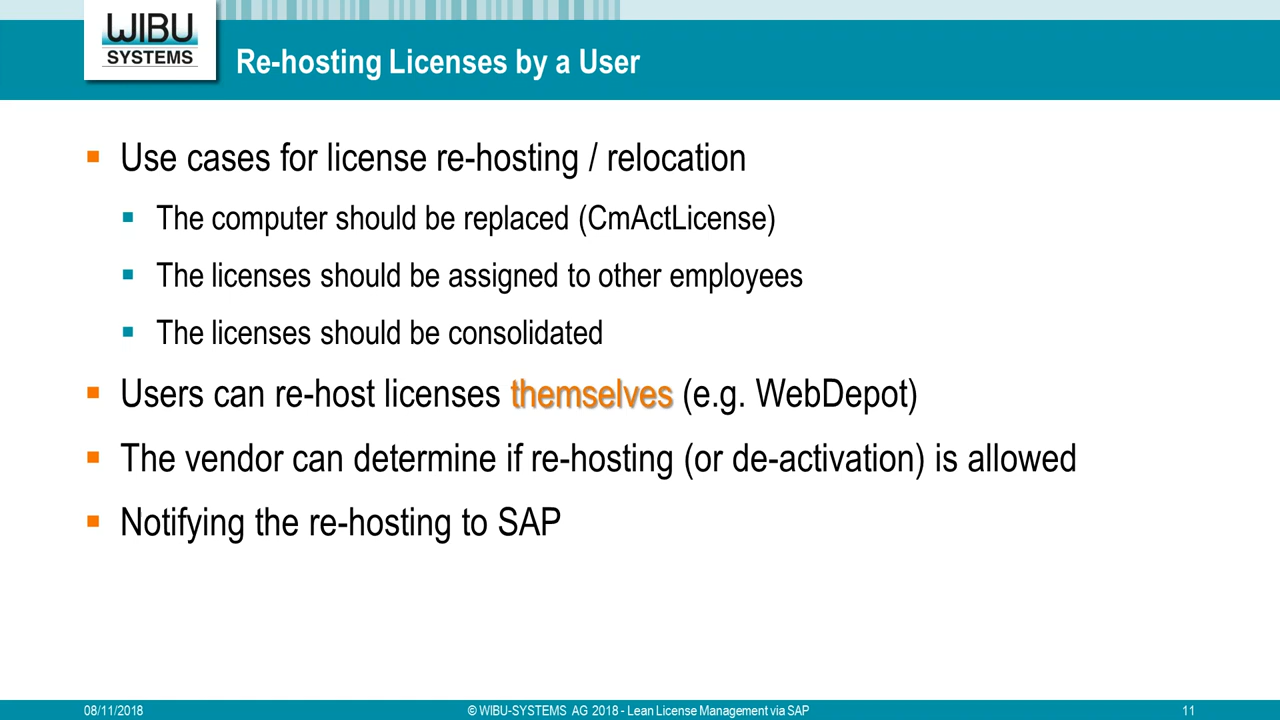 WIBU
SYSTEMS
Re-hosting Licenses by a User
Use cases for license re-hosting / relocation
The computer should be replaced (CmActLicense)
The licenses should be assigned to other employees
The licenses should be consolidated
Users can re-host licenses themselves (e.g. WebDepot)
The vendor can determine if re-hosting (or de-activation) is allowed
Notifying the re-hosting to SAP
08/11/2018
© WIBU-SYSTEMS AG 2018 - Lean License Management via SAP
11